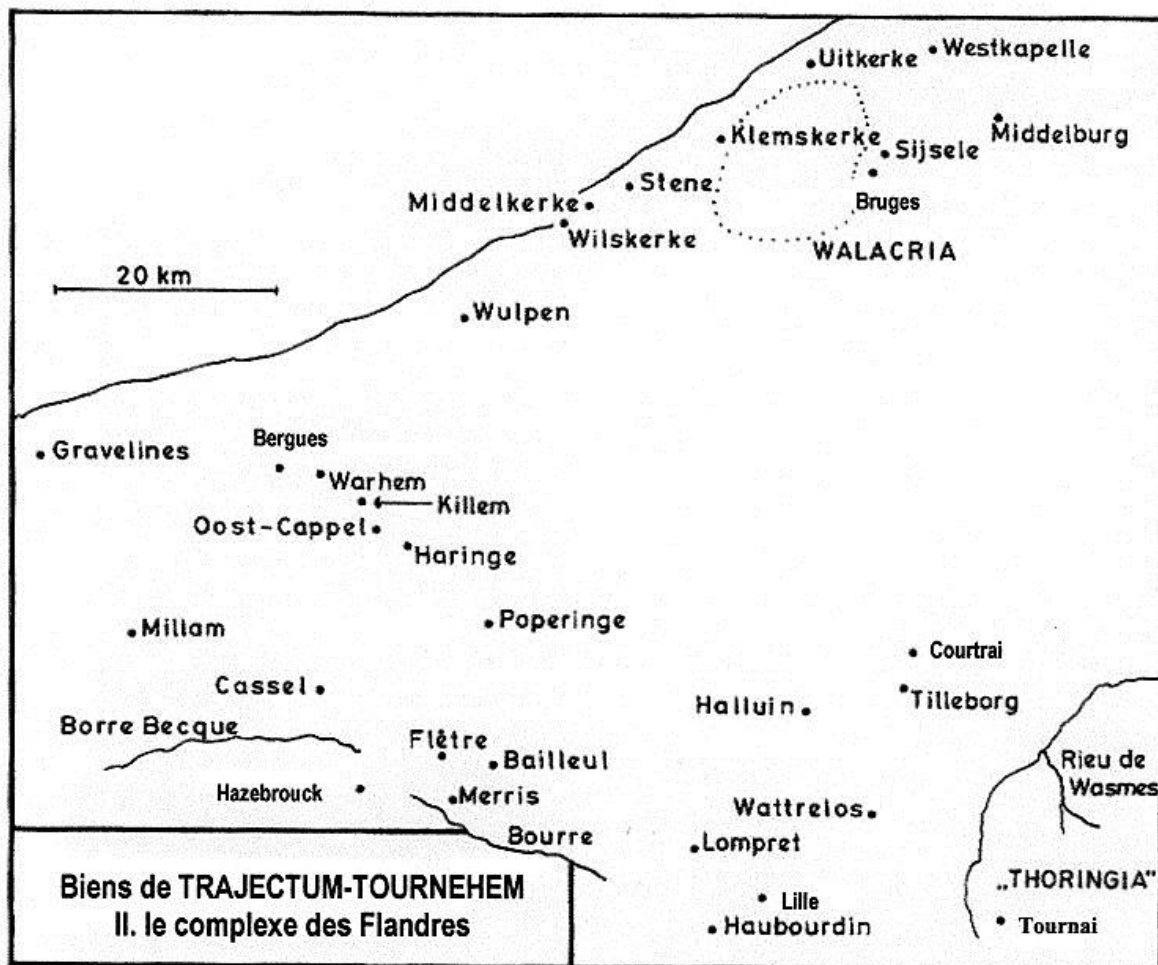 Westkapelle
Uitkerke
Middelburg
Klemskerke
Sijsele
Stene
Bruges
Middelkerke
Wilskerke
WALACRIA
20 km
Wulpen
Bergues
Gravelines
Warhem
Killem
Oost-Cappel
Haringe
Poperinge
Millam
Courtrai
Cassel
Tilleborg
Halluin
Borre Becque
Flêtre
Bailleul
Rieu de
Wasmes
Hazebrouck
Merris
Wattrelos
Bourre
Lompret
„THORINGIA"
Biens de TRAJECTUM-TOURNEHEM
II. le complexe des Flandres
Lille
Haubourdin
Tournai